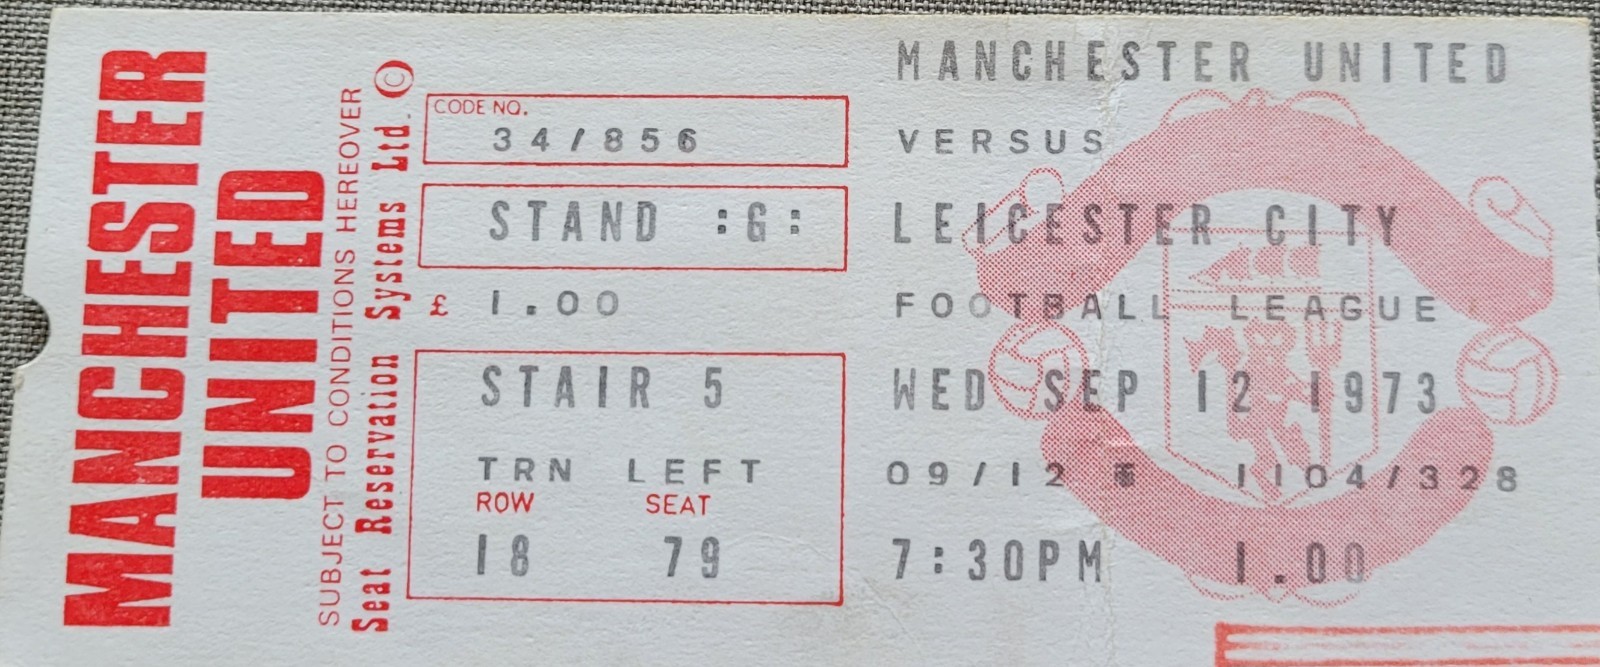 MANCHESTER
UNITED
SUBJECT TO CONDITIONS HEREOVER
Seat Reservation Systems Ltd. ©
CODE NO.
34/856
STAND :G:
£ 1.00
STAIR 5
TRN LEFT
ROW SEAT
18 79
MANCHESTER UNITED
VERSUS
LEICESTER CITY
FOOTBALL LEAGUE
WED SEP 12 1973
09/12 1104/328
7:30PM 1.00